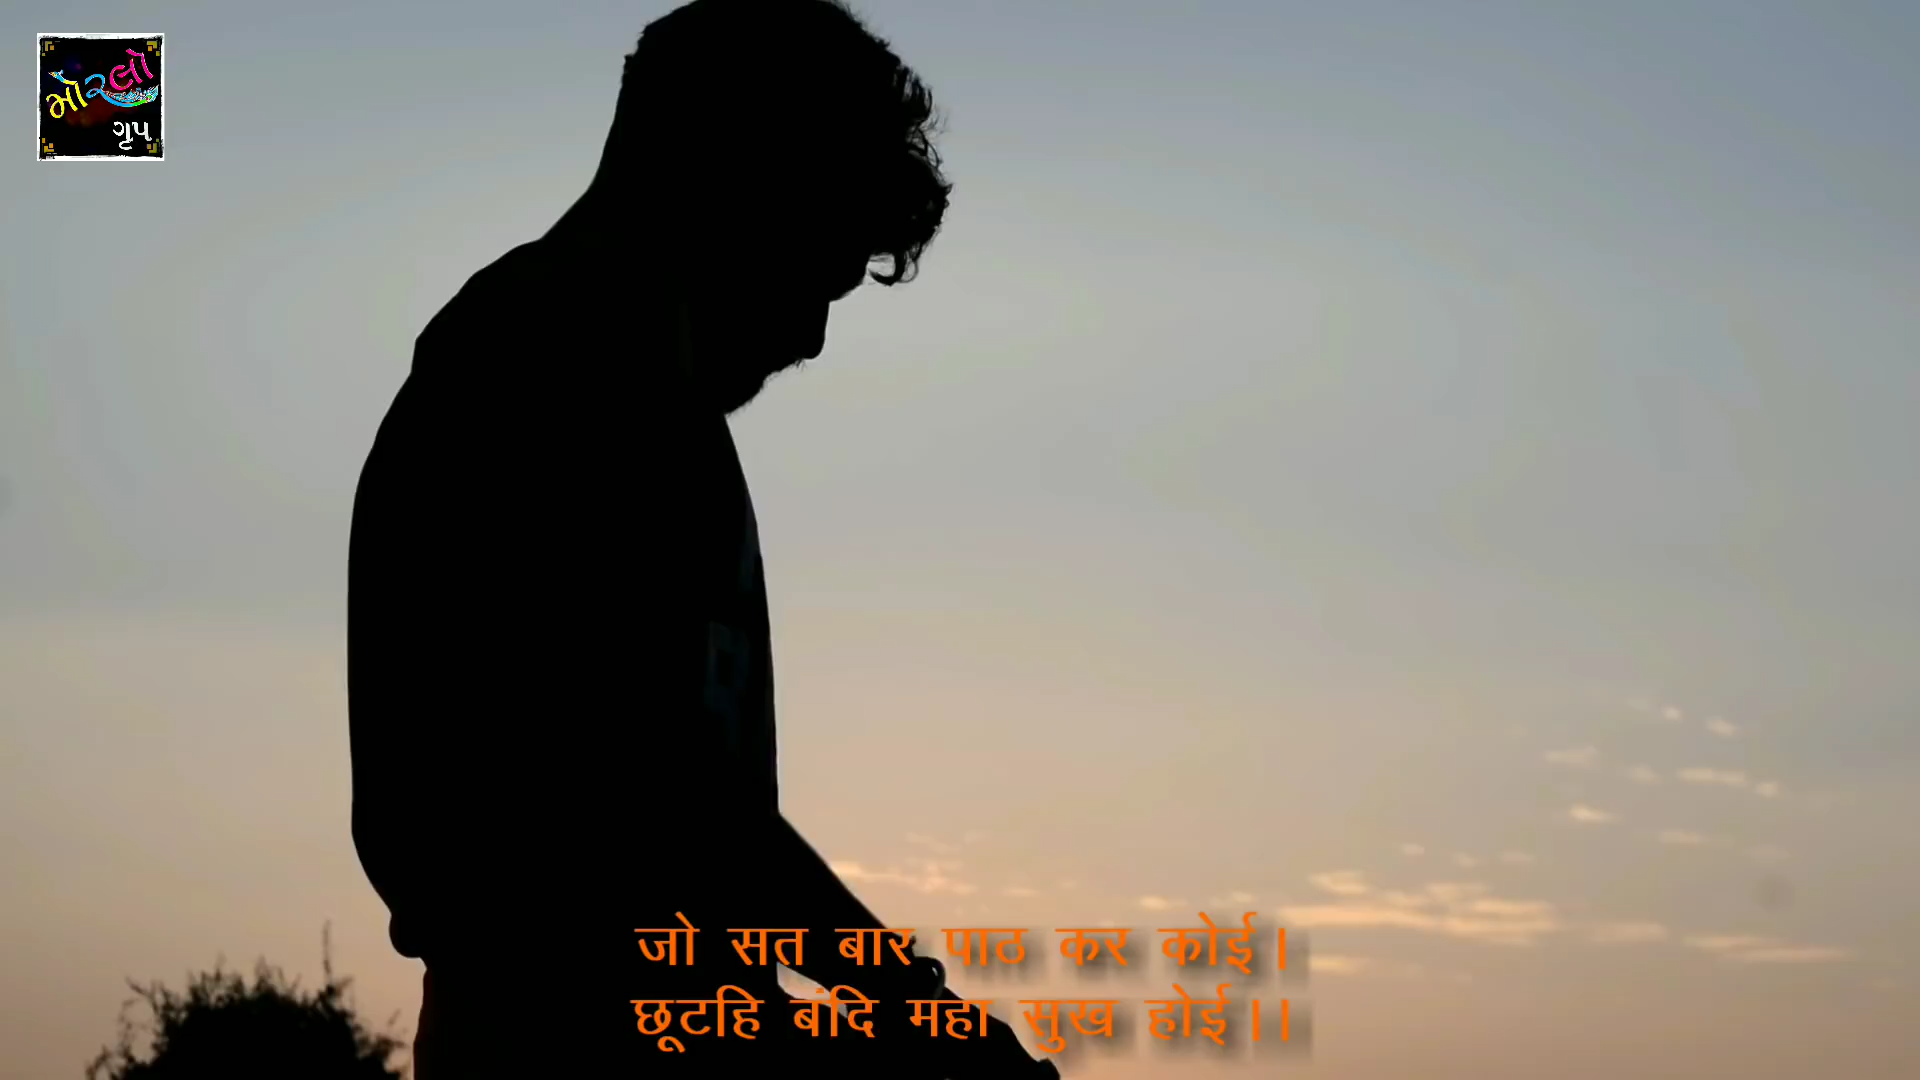 મોરલો
ગૃપ
जो सत बार पाठ कर कोई।
छूटहि बंदि महा सुख होई।।